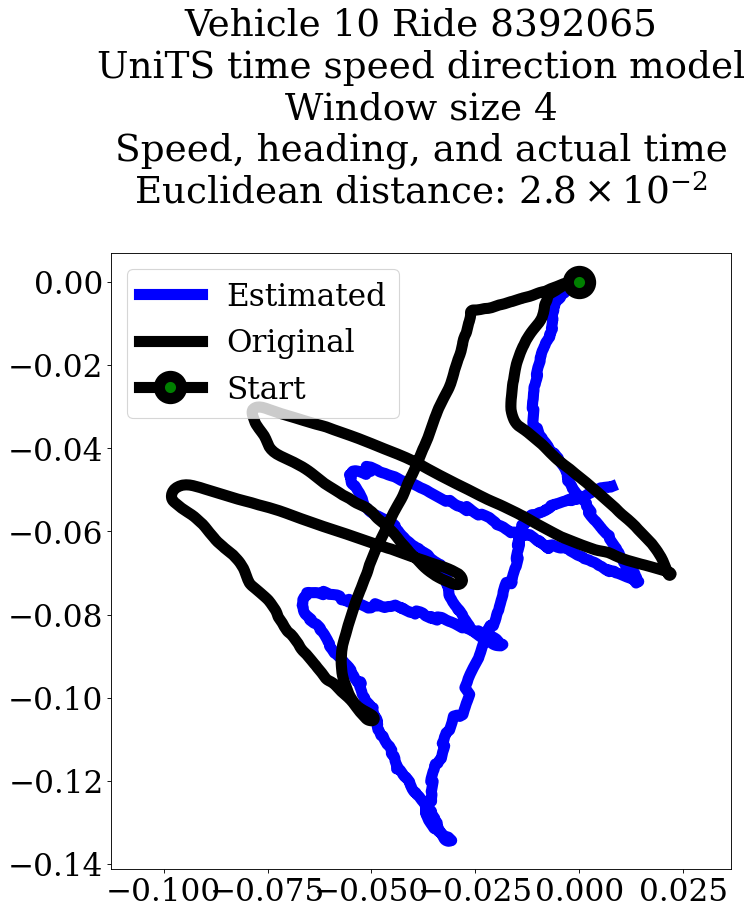 Vehicle 10 Ride 8392065
UniTS time speed direction model
Window size 4
Speed, heading, and actual time
Euclidean distance: 2.8 × 10⁻²
Estimated
Original
Start
0.00
−0.02
−0.04
−0.06
−0.08
−0.10
−0.12
−0.14
−0.100 −0.075 −0.050 −0.025 0.000 0.025